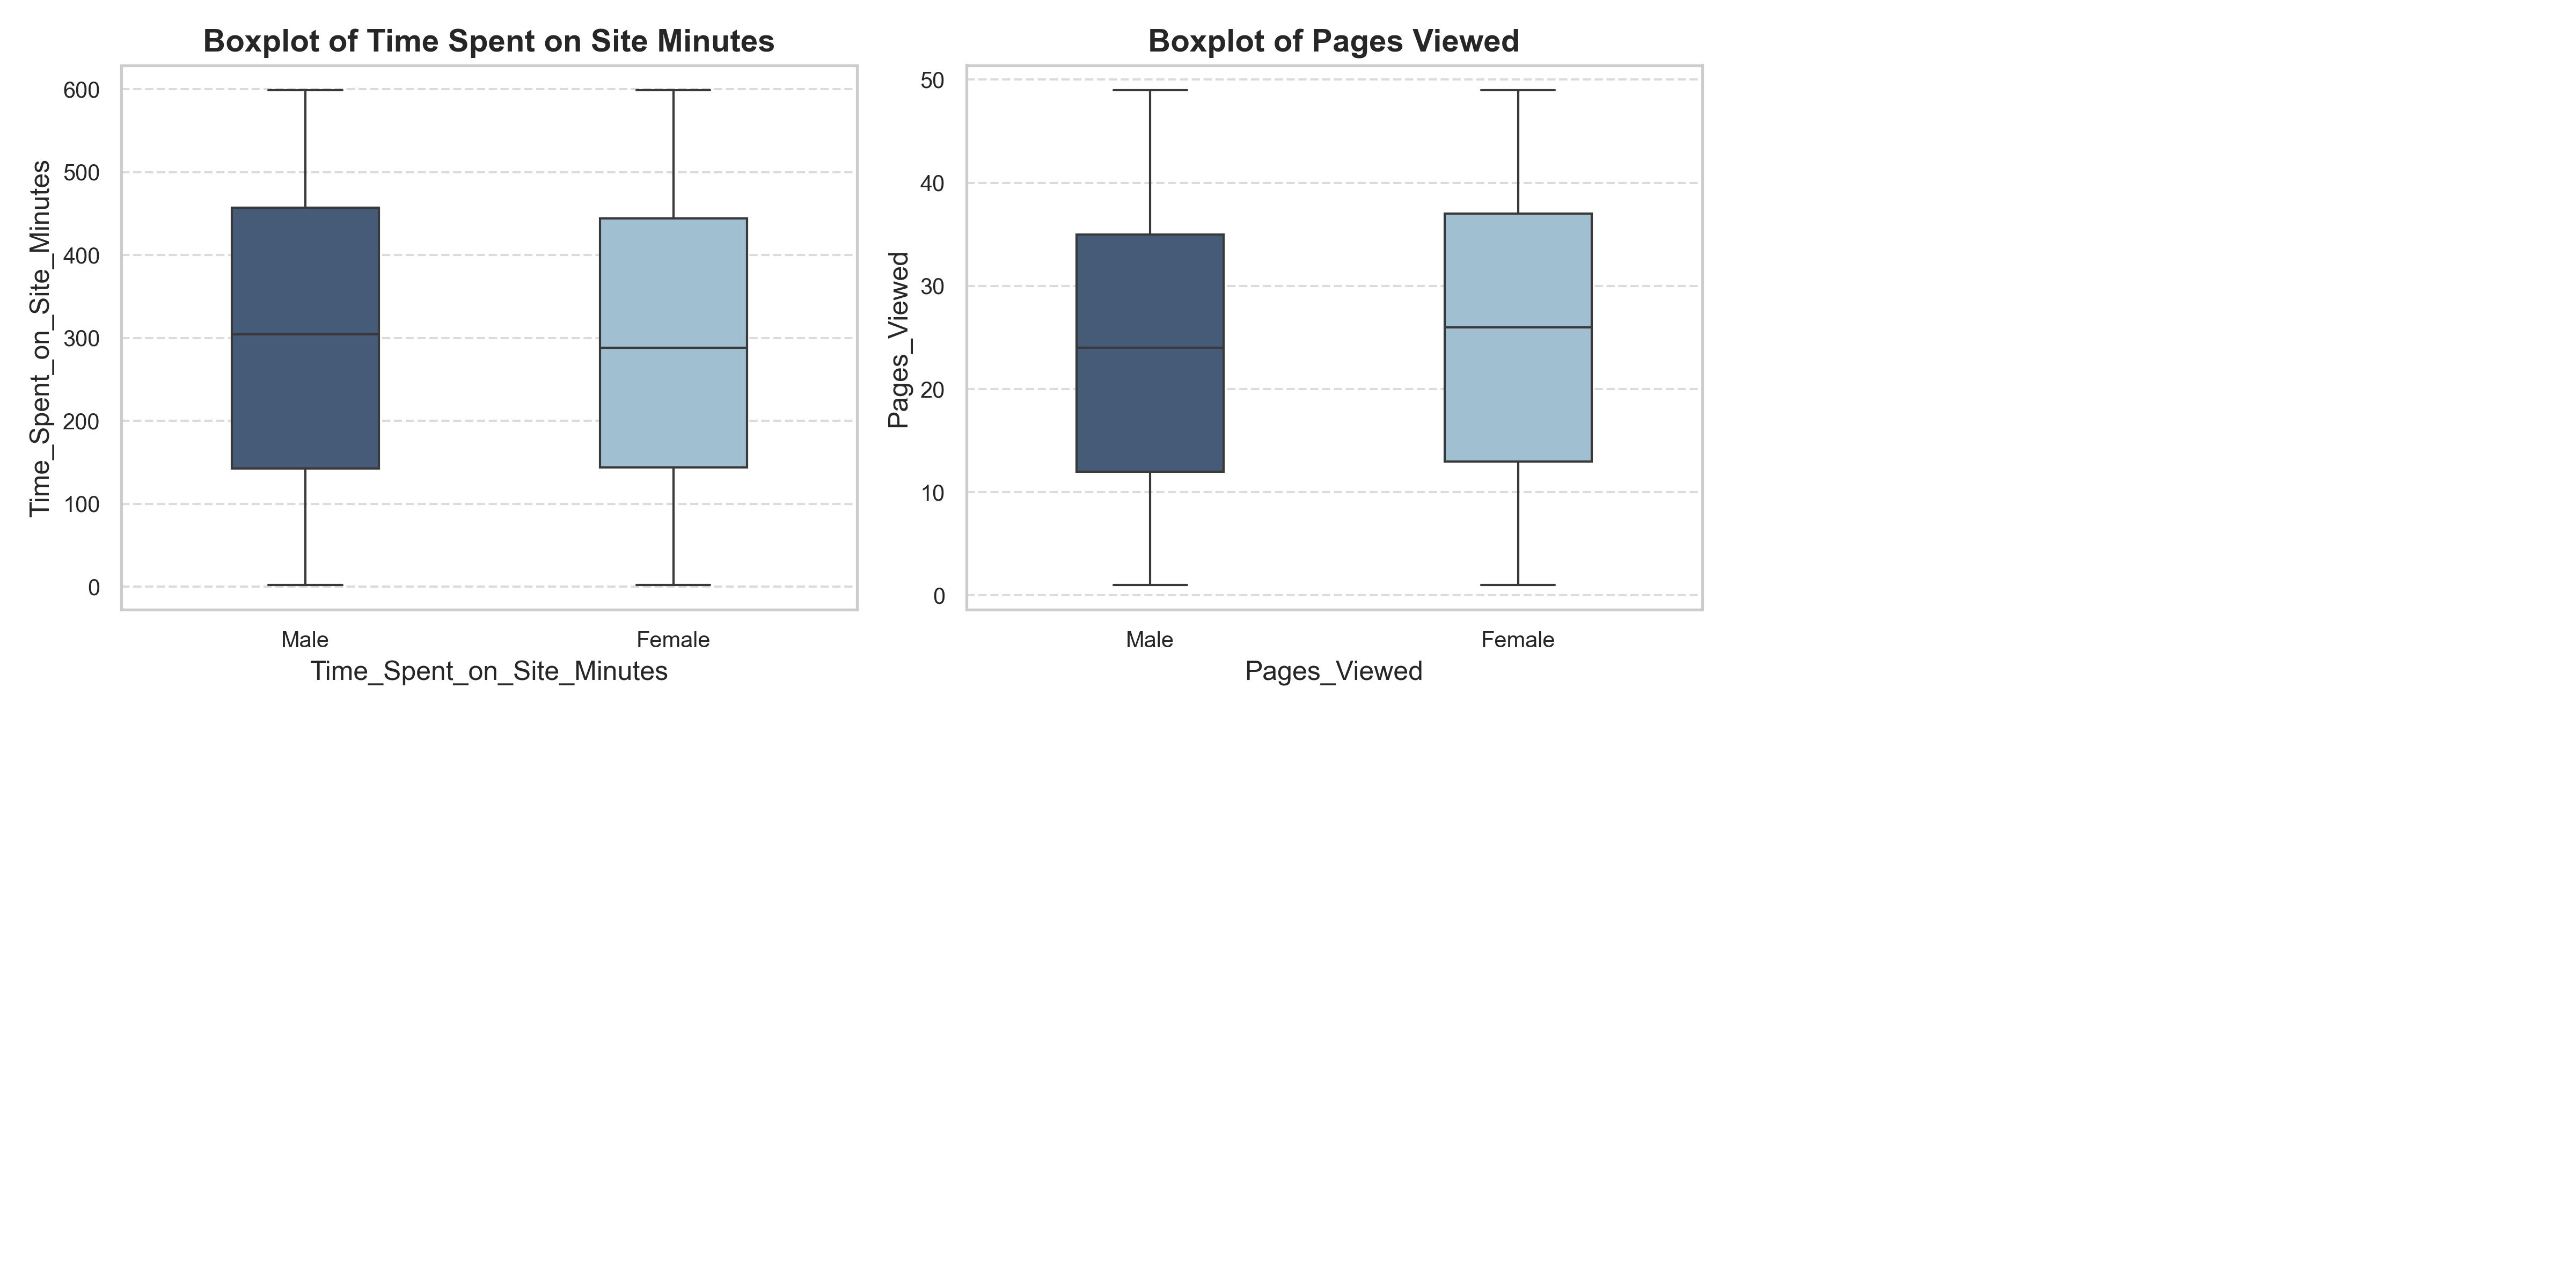 Boxplot of Time Spent on Site Minutes
Time_Spent_on_Site_Minutes
600
500
400
300
200
100
0
Male Female
Time_Spent_on_Site_Minutes
Boxplot of Pages Viewed
Pages_Viewed
50
40
30
20
10
0
Male Female
Pages_Viewed